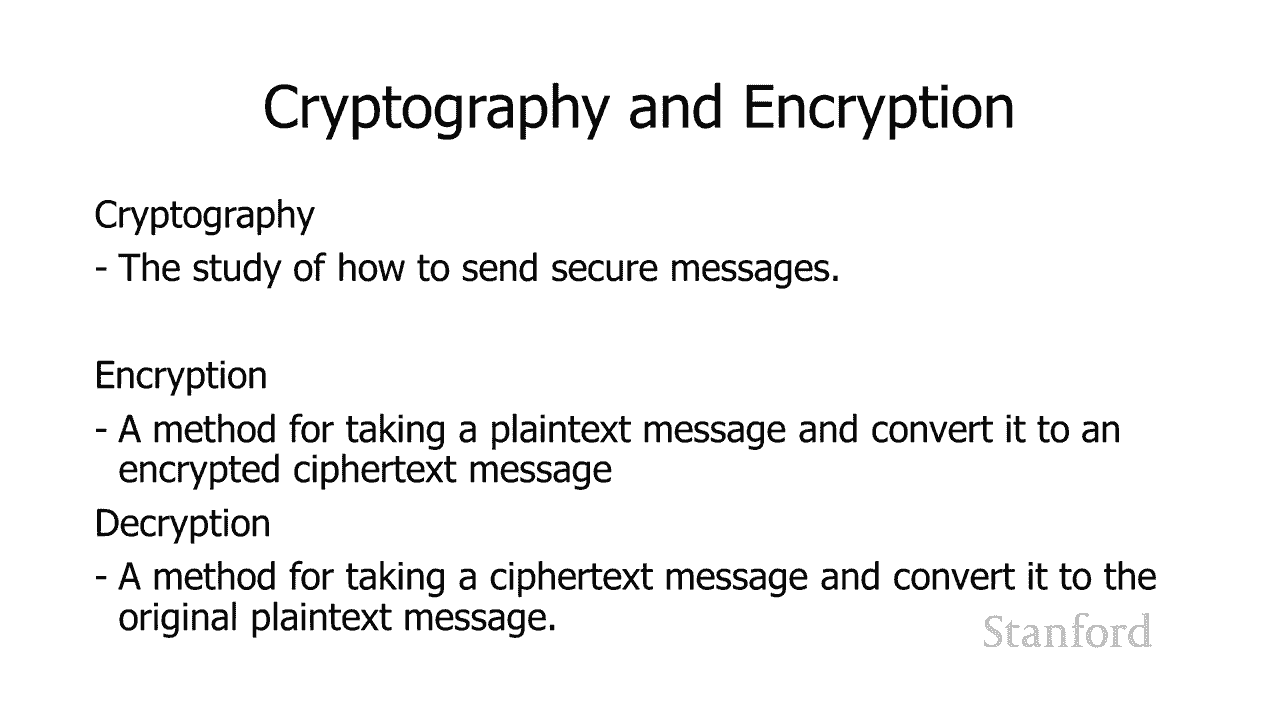 Cryptography and Encryption
Cryptography
- The study of how to send secure messages.
Encryption
- A method for taking a plaintext message and convert it to an
encrypted ciphertext message
Decryption
- A method for taking a ciphertext message and convert it to the
original plaintext message.
Stanford